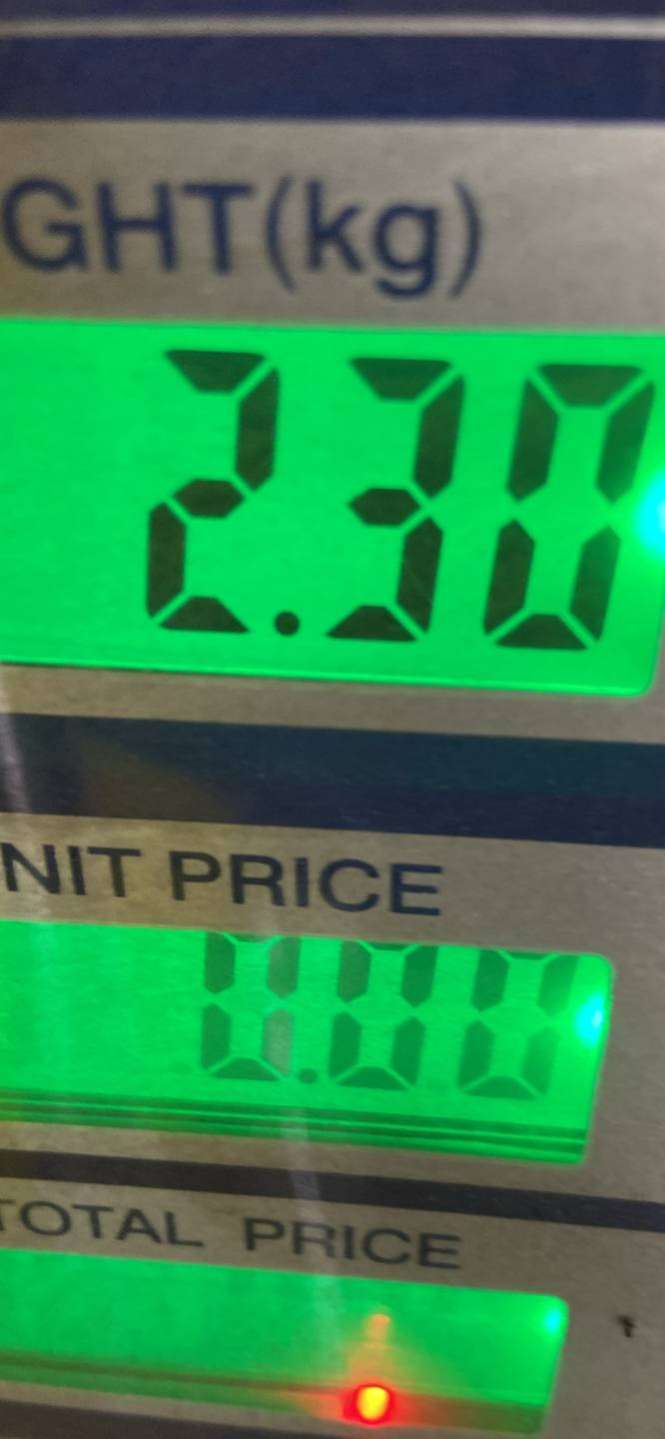 GHT(kg)
2.30
NIT PRICE
0.00
TOTAL PRICE